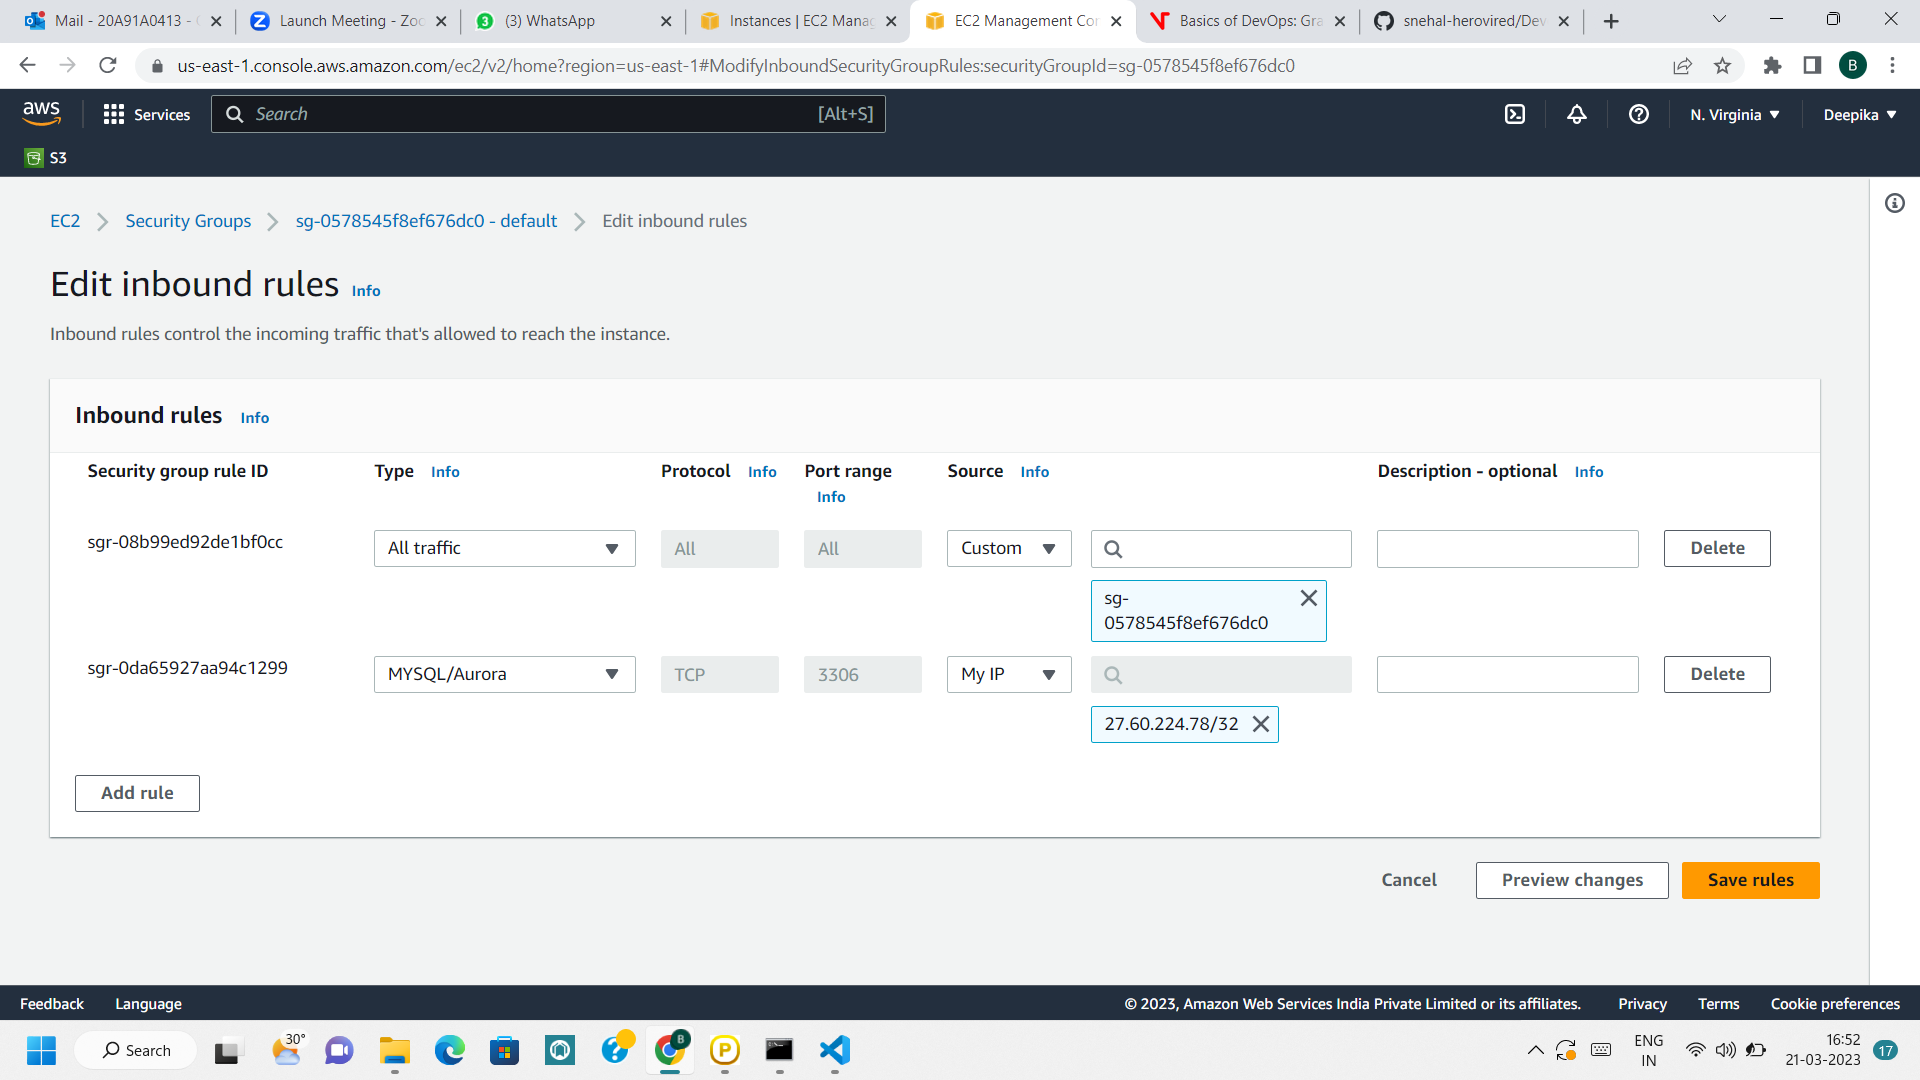 Mail - 20A91A0413 -
Launch Meeting - Zoo
(3) WhatsApp
Instances | EC2 Manag
EC2 Management Con
Basics of DevOps: Gra
snehal-herovired/Dev
us-east-1.console.aws.amazon.com/ec2/v2/home?region=us-east-1#ModifyInboundSecurityGroupRules:securityGroupId=sg-0578545f8ef676dc0
B
aws
Services
Search
[Alt+S]
N. Virginia
Deepika
S3
EC2
Security Groups
sg-0578545f8ef676dc0 - default
Edit inbound rules
Edit inbound rules Info
Inbound rules control the incoming traffic that's allowed to reach the instance.
Inbound rules Info
Security group rule ID
Type Info
Protocol Info
Port range
Info
Source Info
Description - optional Info
sgr-08b99ed92de1bf0cc
All traffic
All
All
Custom
Delete
sg-
0578545f8ef676dc0
sgr-0da65927aa94c1299
MYSQL/Aurora
TCP
3306
My IP
Delete
27.60.224.78/32
Add rule
Cancel
Preview changes
Save rules
Feedback
Language
© 2023, Amazon Web Services India Private Limited or its affiliates.
Privacy
Terms
Cookie preferences
Search
30°
B
P
ENG
IN
16:52
21-03-2023
17